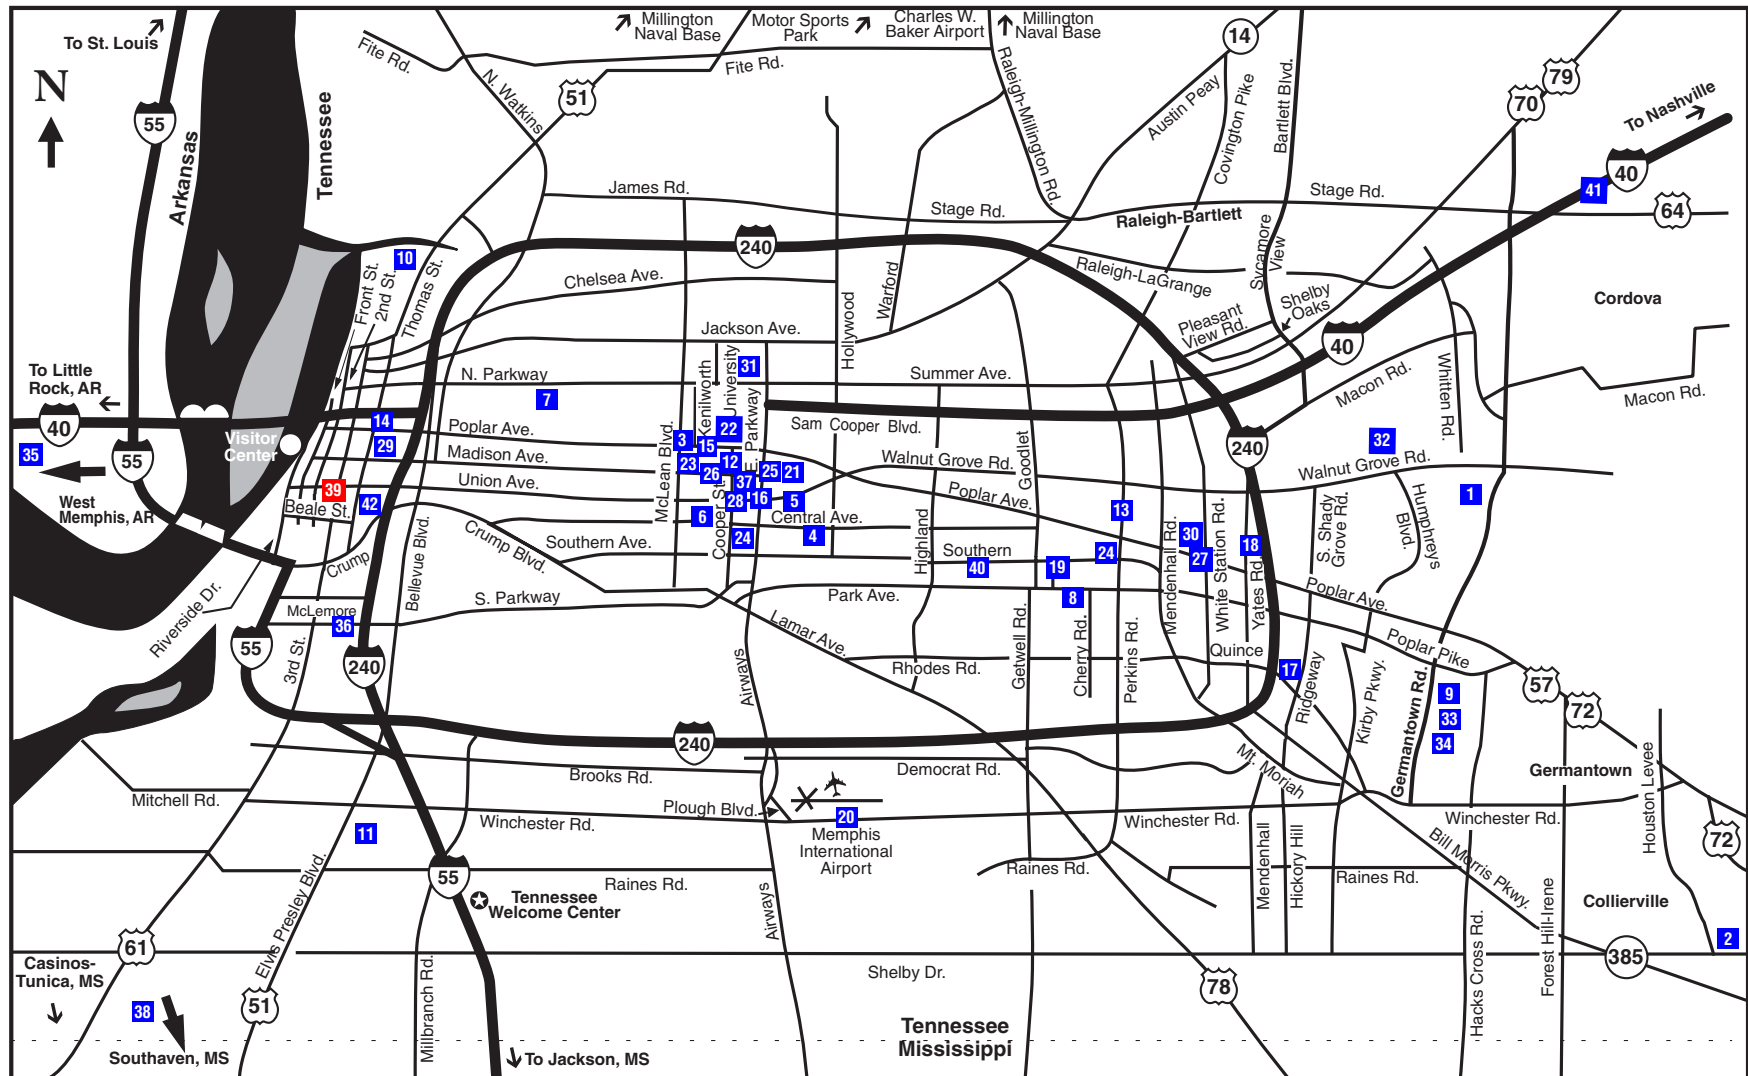 To St. Louis
Millington
Naval Base
Motor Sports
Park
Charles W.
Baker Airport
Millington
Naval Base
14
N
Fite Rd.
Fite Rd.
N. Watkins
51
55
Arkansas
Tennessee
Raleigh-Millington Rd.
Austin Peay
Covington Pike
Bartlett Blvd.
70
79
To Nashville
40
41
64
James Rd.
Stage Rd.
Stage Rd.
Raleigh-Bartlett
240
10
Front St.
2nd St.
Thomas St.
Chelsea Ave.
Warford
Hollywood
Raleigh-LaGrange
Sycamore
View
Shelby
Oaks
Pleasant
View Rd.
Cordova
Jackson Ave.
40
To Little
Rock, AR
40
N. Parkway
Kenilworth
University
31
Summer Ave.
Macon Rd.
Whitten Rd.
Macon Rd.
7
14
29
Poplar Ave.
Madison Ave.
Union Ave.
Sam Cooper Blvd.
E. Parkway
McLean Blvd.
Cooper St.
22
3
15
23
12
26
37
25
21
28
16
5
6
24
4
Visitor
Center
35
55
West
Memphis, AR
39
Beale St.
42
Walnut Grove Rd.
Goodlet
Poplar Ave.
240
Walnut Grove Rd.
32
1
Central Ave.
Southern Ave.
Crump Blvd.
Crump
Bellevue Blvd.
Highland
Southern
40
19
24
13
8
30
27
18
Mendenhall Rd.
White Station Rd.
Yates Rd.
S. Shady
Grove Rd.
Humphreys
Blvd.
Riverside Dr.
McLemore
36
S. Parkway
Park Ave.
Poplar Ave.
Poplar Pike
55
3rd St.
240
Lamar Ave.
Airways
Rhodes Rd.
Getwell Rd.
Cherry Rd.
Perkins Rd.
Quince
17
Ridgeway
Kirby Pkwy.
Germantown Rd.
9
33
34
57
72
240
Brooks Rd.
Democrat Rd.
Mt. Moriah
Germantown
Houston Levee
Mitchell Rd.
Plough Blvd.
Winchester Rd.
20
Memphis
International
Airport
Winchester Rd.
Winchester Rd.
72
11
55
Raines Rd.
Raines Rd.
Raines Rd.
Mendenhall
Hickory Hill
Bill Morris Pkwy.
Tennessee
Welcome Center
Elvis Presley Blvd.
Airways
Collierville
2
61
Casinos-
Tunica, MS
38
51
Millbranch Rd.
Shelby Dr.
78
Hacks Cross Rd.
Forest Hill-Irene
385
Tennessee
Mississippi
Southaven, MS
To Jackson, MS